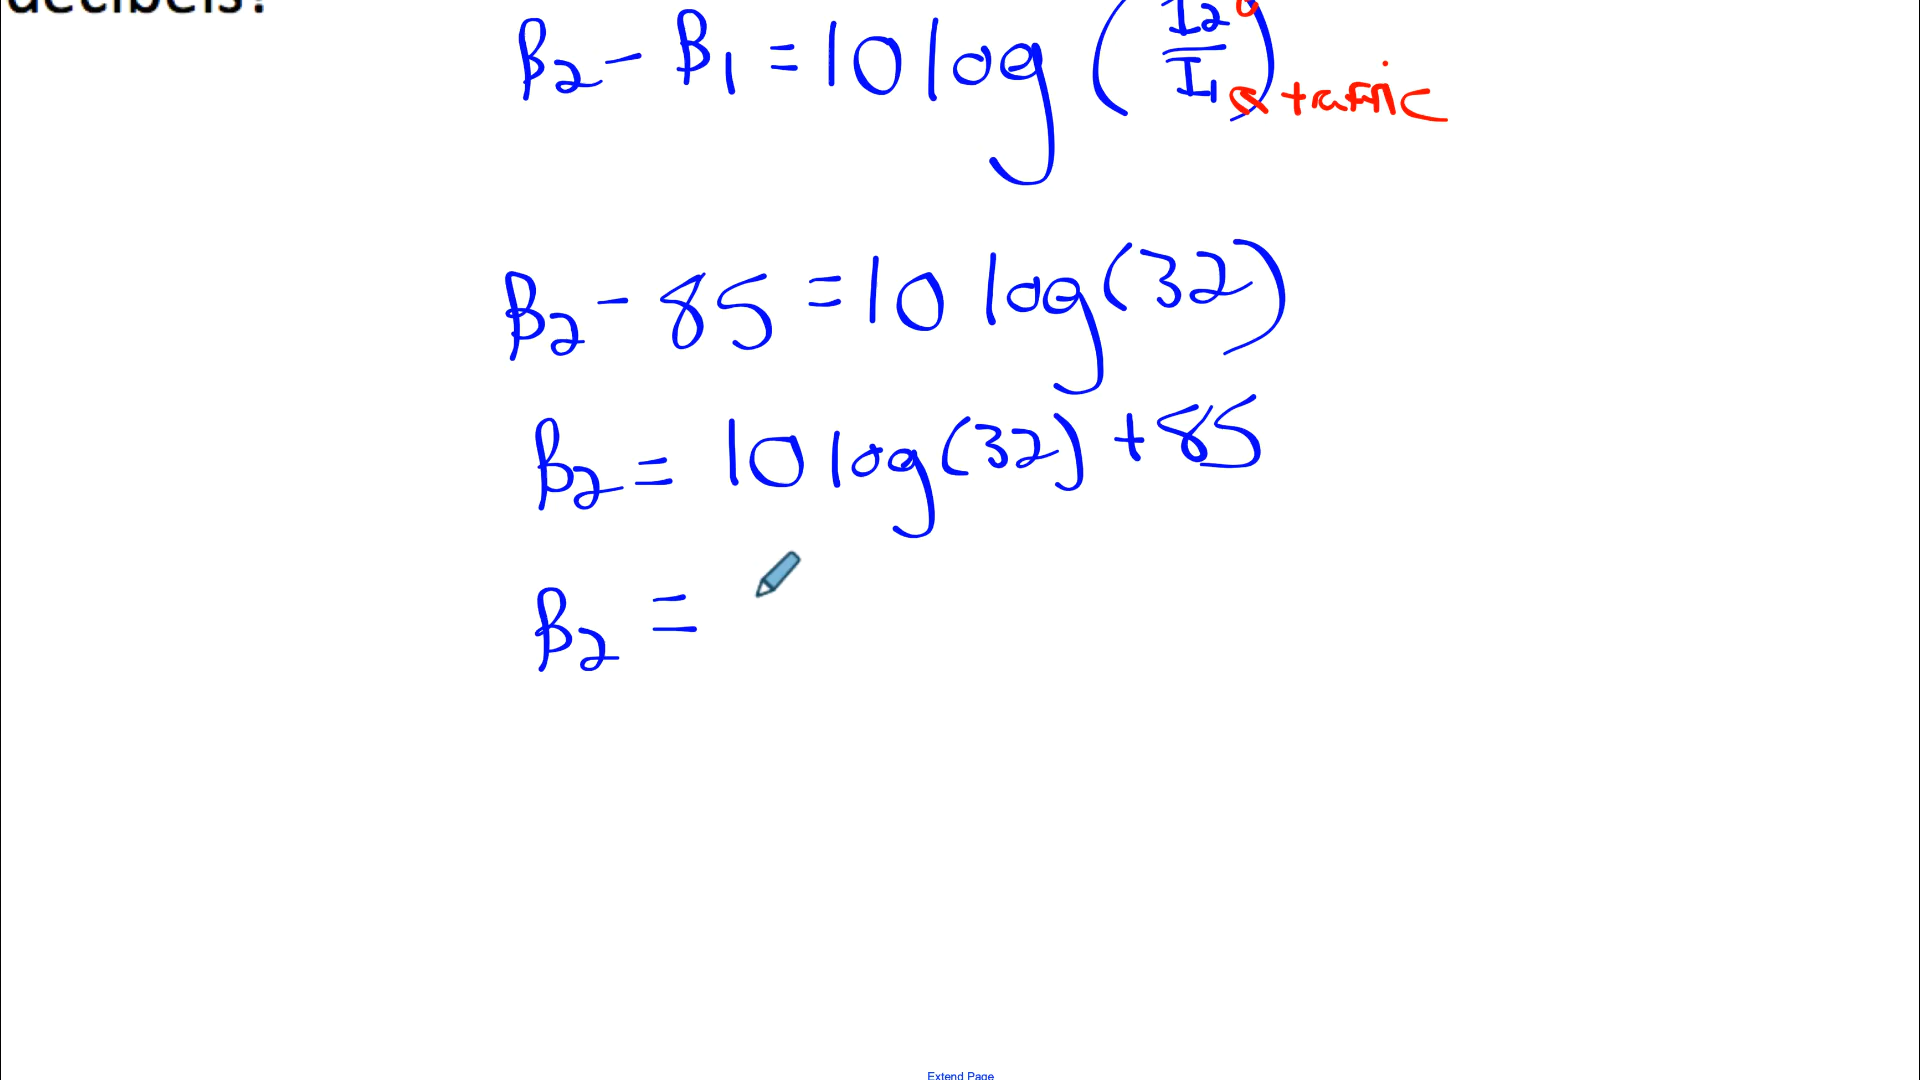 decibels?
β₂ - β₁ = 10 log (I₂/I₁) traffic
β₂ - 85 = 10 log(32)
β₂ = 10 log(32) + 85
β₂ =
Extend Page